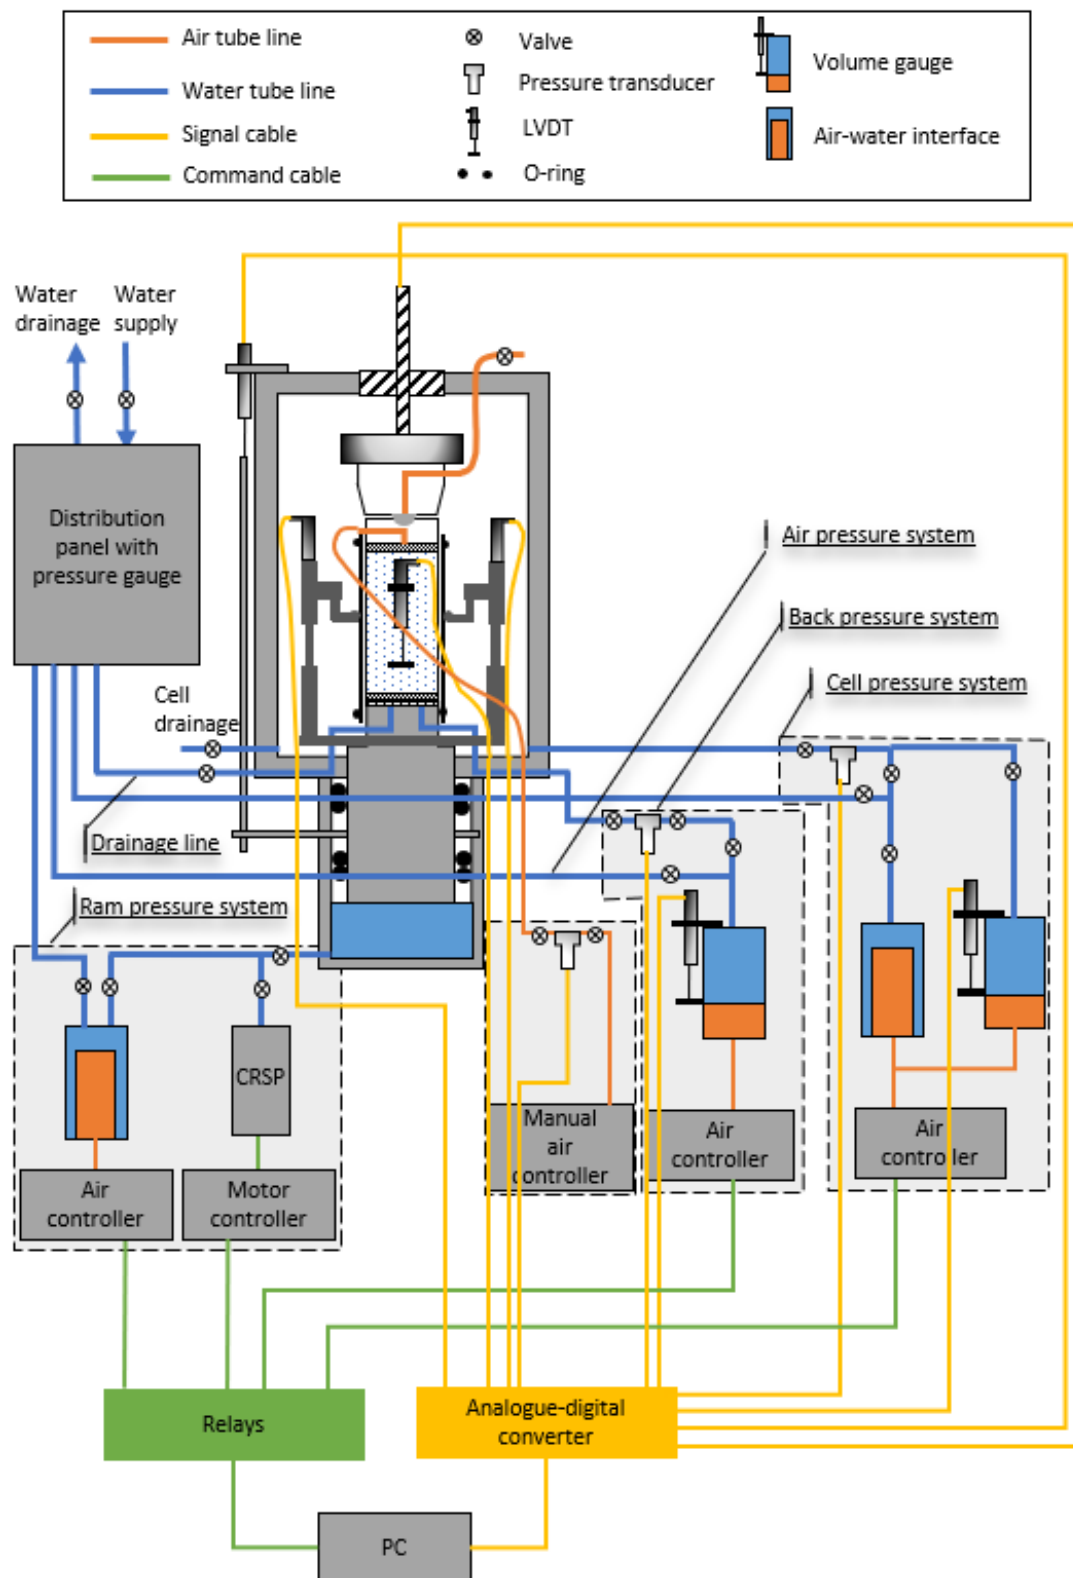 Air tube line
Water tube line
Signal cable
Command cable
Valve
Pressure transducer
LVDT
O-ring
Volume gauge
Air-water interface
Water
drainage
Water
supply
Distribution
panel with
pressure gauge
Air pressure system
Back pressure system
Cell pressure system
Cell
drainage
Drainage line
Ram pressure system
CRSP
Air
controller
Motor
controller
Manual
air
controller
Air
controller
Air
controller
Relays
Analogue-digital
converter
PC